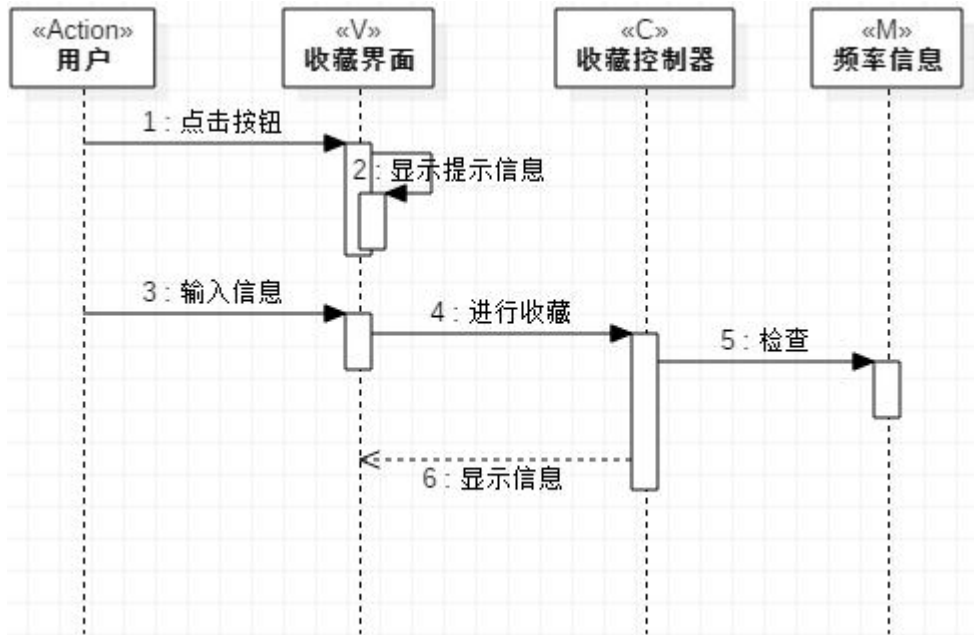 «Action»
用户
«V»
收藏界面
«C»
收藏控制器
«M»
频率信息
1 : 点击按钮
2 : 显示提示信息
3 : 输入信息
4 : 进行收藏
5 : 检查
6 : 显示信息